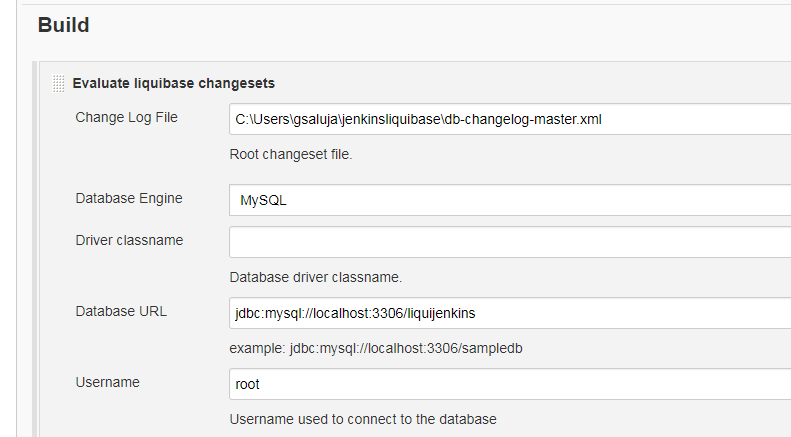 Build
Evaluate liquibase changesets
Change Log File
C:\Users\gsaluja\jenkinsliquibase\db-changelog-master.xml
Root changeset file.
Database Engine
MySQL
Driver classname
Database driver classname.
Database URL
jdbc:mysql://localhost:3306/liquijenkins
example: jdbc:mysql://localhost:3306/sampledb
Username
root
Username used to connect to the database